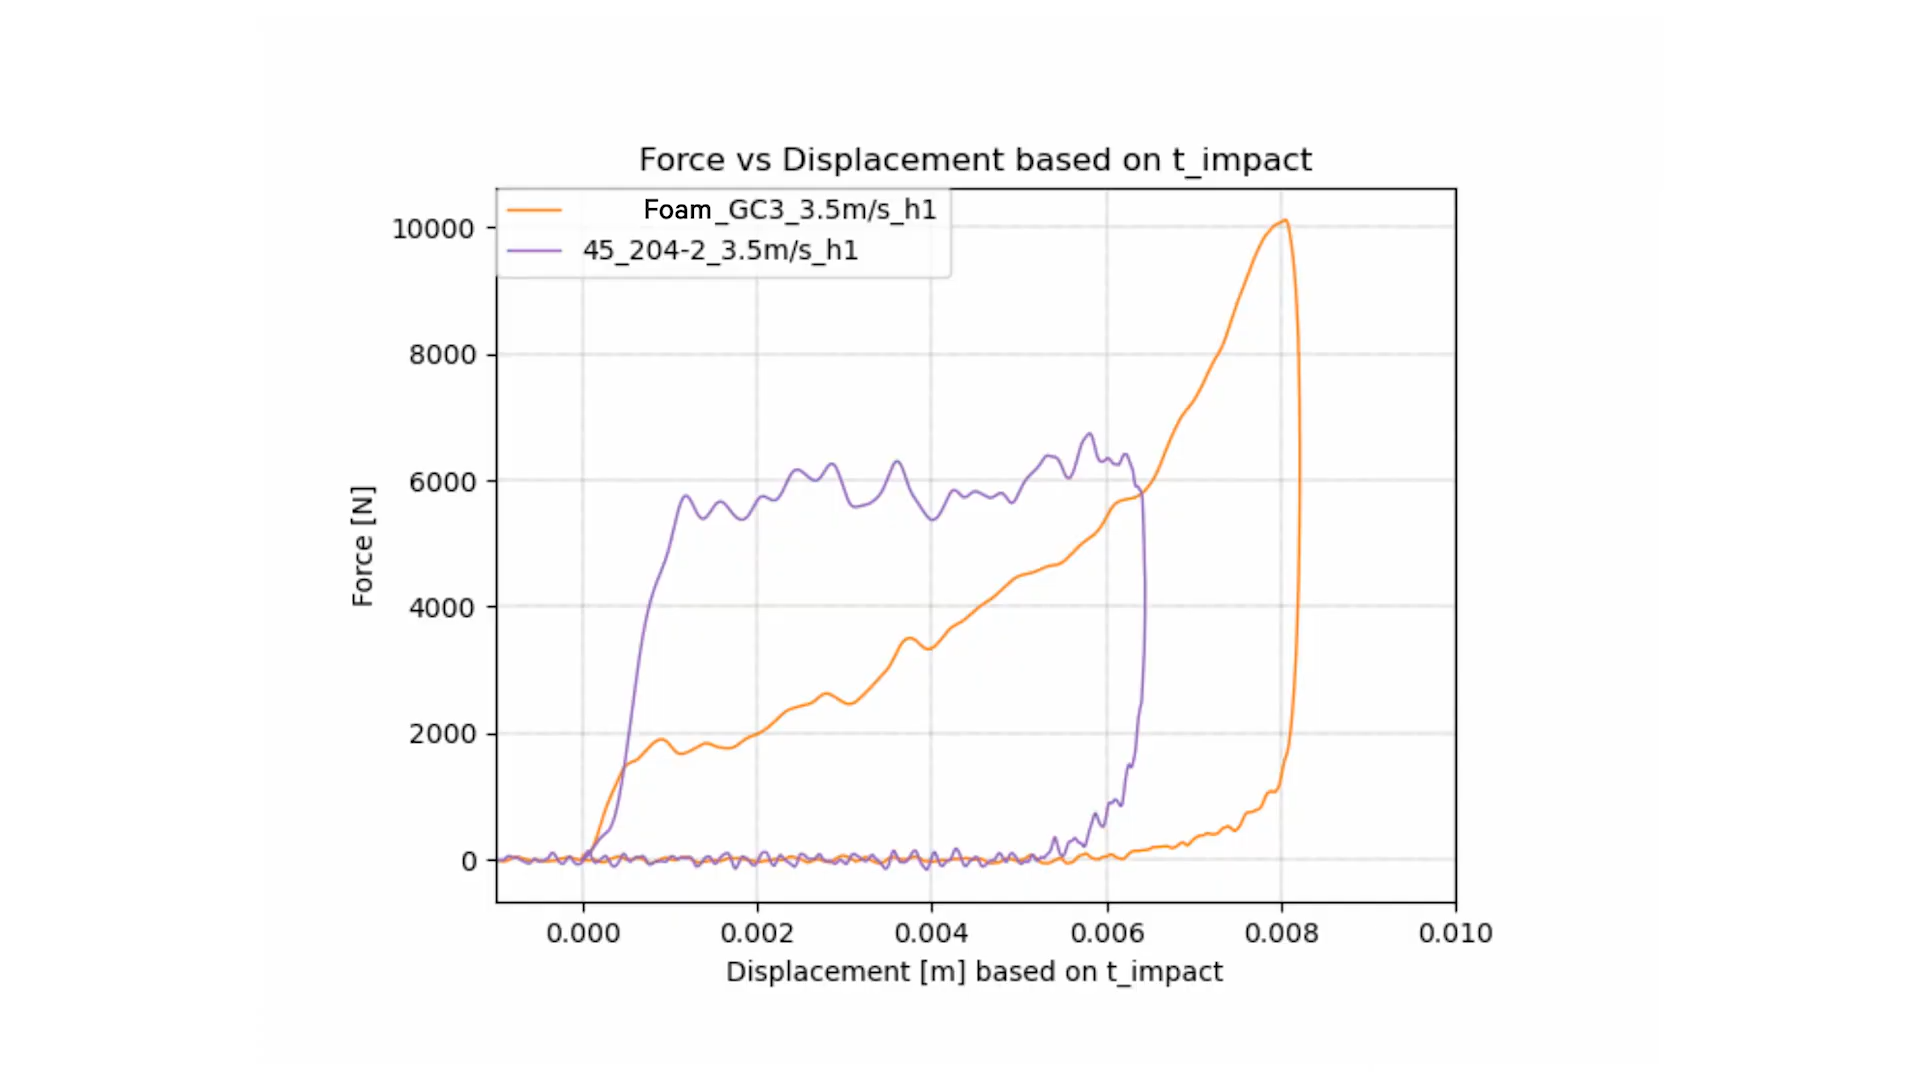 Force vs Displacement based on t_impact
Foam_GC3_3.5m/s_h1
45_204-2_3.5m/s_h1
10000
8000
6000
4000
2000
0
Force [N]
0.000 0.002 0.004 0.006 0.008 0.010
Displacement [m] based on t_impact